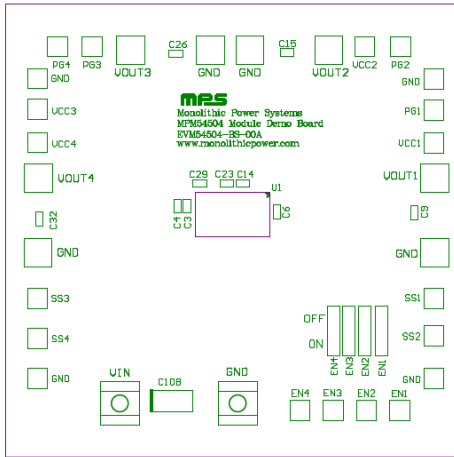 PG4 PG3 C26 C15 VCC2 PG2
GND VOUT3 GND GND VOUT2 GND
VCC3 PG1
VCC4 VCC1
mps
Monolithic Power Systems
MPM54504 Module Demo Board
EVM54504-BS-00A
www.monolithicpower.com
VOUT4 C29 C23 C14 U1 VOUT1
C32 C4 C3 C6 C9
GND GND
SS3 SS1
OFF
SS4 ON SS2
EN4 EN3 EN2 EN1
GND VIN C108 GND GND
EN4 EN3 EN2 EN1